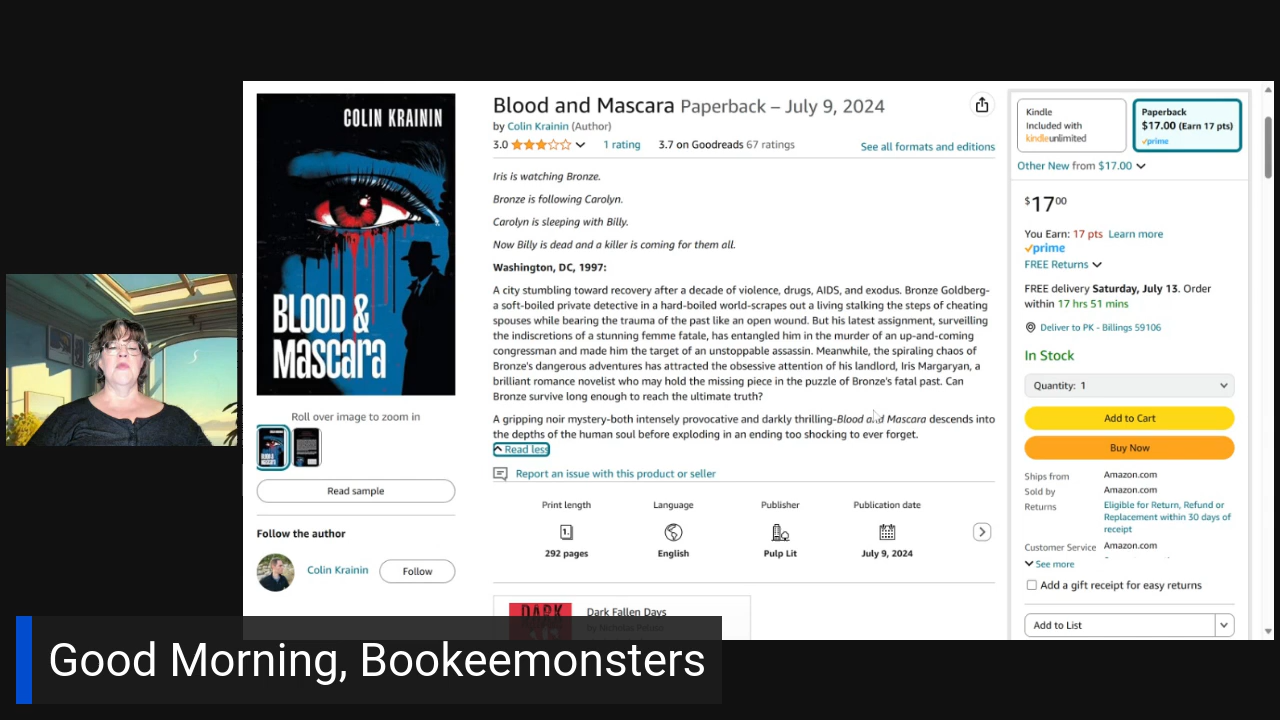 COLIN KRAININ
BLOOD &
MASCARA
Roll over image to zoom in
Read sample
Follow the author
Colin Krainin
Follow
Blood and Mascara Paperback – July 9, 2024
by Colin Krainin (Author)
3.0
1 rating
3.7 on Goodreads 67 ratings
See all formats and editions
Iris is watching Bronze.
Bronze is following Carolyn.
Carolyn is sleeping with Billy.
Now Billy is dead and a killer is coming for them all.
Washington, DC, 1997:
A city stumbling toward recovery after a decade of violence, drugs, AIDS, and exodus. Bronze Goldberg-
a soft-boiled private detective in a hard-boiled world-scrapes out a living stalking the steps of cheating
spouses while bearing the trauma of the past like an open wound. But his latest assignment, surveilling
the indiscretions of a stunning femme fatale, has entangled him in the murder of an up-and-coming
congressman and made him the target of an unstoppable assassin. Meanwhile, the spiraling chaos of
Bronze's dangerous adventures has attracted the obsessive attention of his landlord, Iris Margaryan, a
brilliant romance novelist who may hold the missing piece in the puzzle of Bronze's fatal past. Can
Bronze survive long enough to reach the ultimate truth?
A gripping noir mystery-both intensely provocative and darkly thrilling-Blood and Mascara descends into
the depths of the human soul before exploding in an ending too shocking to ever forget.
Read less
Report an issue with this product or seller
Print length
292 pages
Language
English
Publisher
Pulp Lit
Publication date
July 9, 2024
DARK
Dark Fallen Days
by Nicholas
Kindle
Included with
kindleunlimited
Paperback
$17.00 (Earn 17 pts)
prime
Other New from $17.00
$17 00
You Earn: 17 pts Learn more
prime
FREE Returns
FREE delivery Saturday, July 13. Order
within 17 hrs 51 mins
Deliver to PK - Billings 59106
In Stock
Quantity: 1
Add to Cart
Buy Now
Ships from Amazon.com
Sold by Amazon.com
Returns Eligible for Return, Refund or
Replacement within 30 days of
receipt
Customer Service Amazon.com
See more
Add a gift receipt for easy returns
Add to List
Good Morning, Bookeemonsters